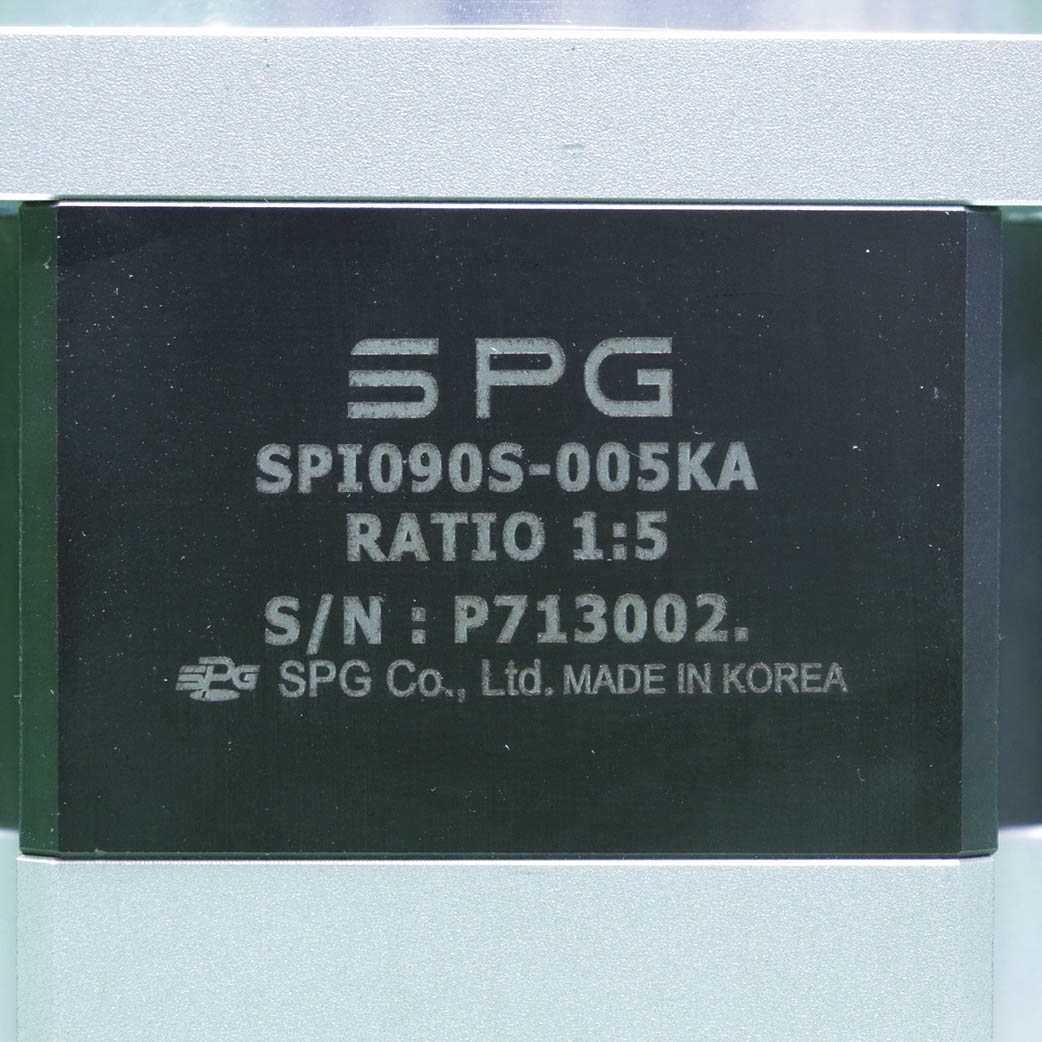 SPG
SPI090S-005KA
RATIO 1:5
S/N : P713002.
SPG SPG Co., Ltd. MADE IN KOREA